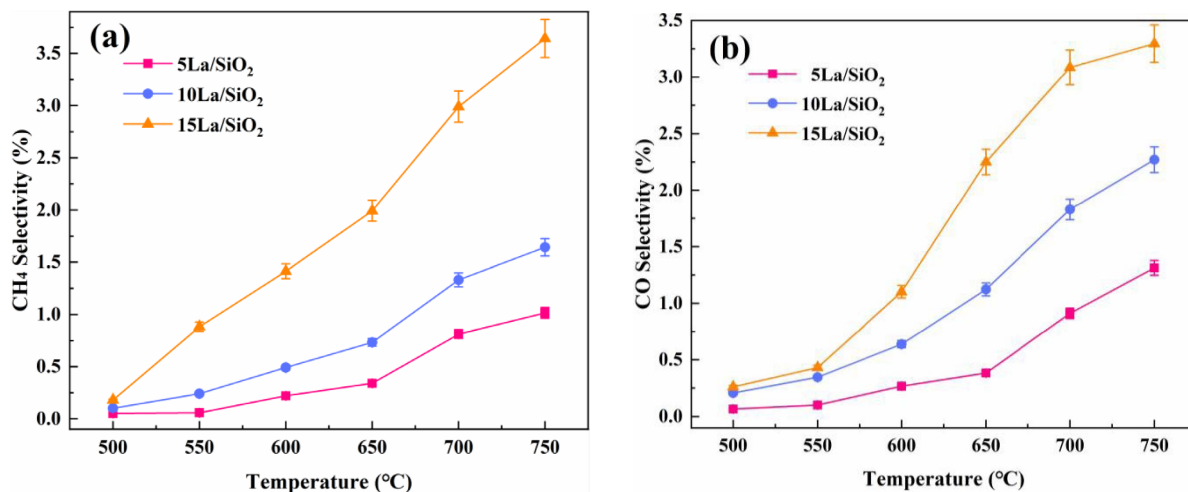 (a)
5La/SiO₂
10La/SiO₂
15La/SiO₂
CH₄ Selectivity (%)
3.5
3.0
2.5
2.0
1.5
1.0
0.5
0.0
500 550 600 650 700 750
Temperature (°C)
(b)
5La/SiO₂
10La/SiO₂
15La/SiO₂
CO Selectivity (%)
3.5
3.0
2.5
2.0
1.5
1.0
0.5
0.0
500 550 600 650 700 750
Temperature (°C)